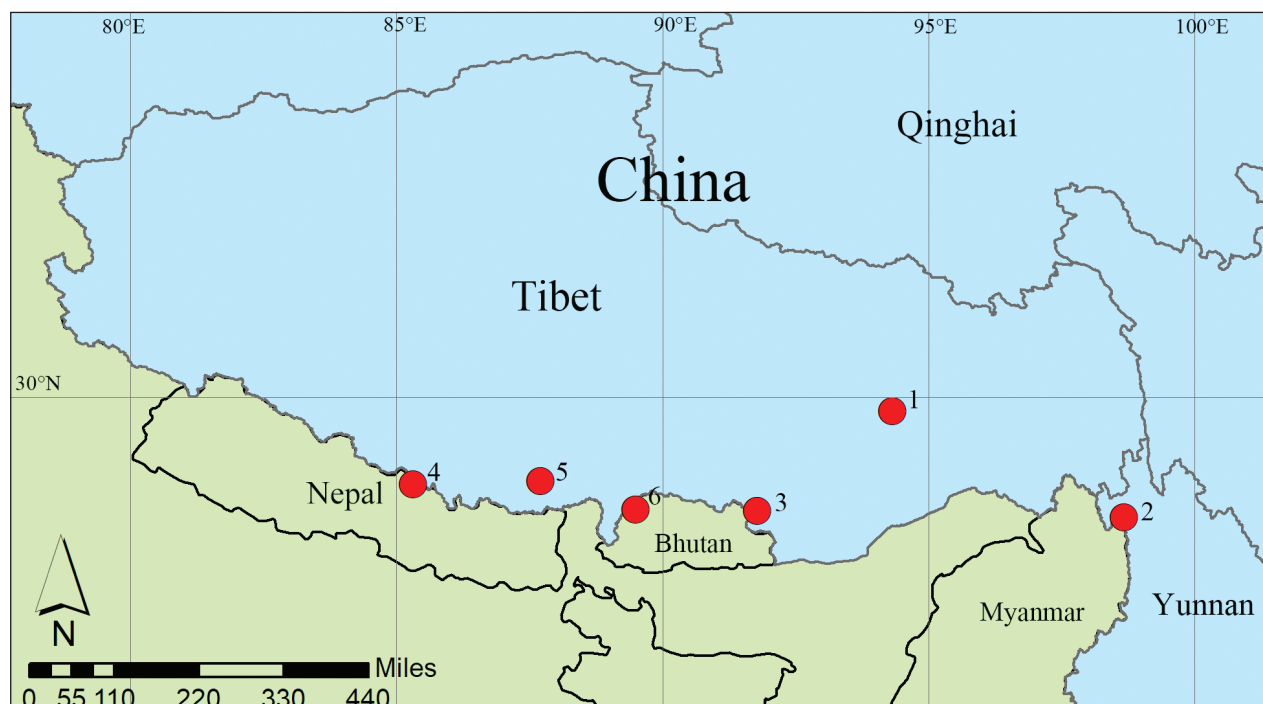 80°E 85°E 90°E 95°E 100°E
Qinghai
China
Tibet
30°N
1
4
5
Nepal
6
3
2
Bhutan
Myanmar
Yunnan
N
Miles
0 55 110 220 330 440